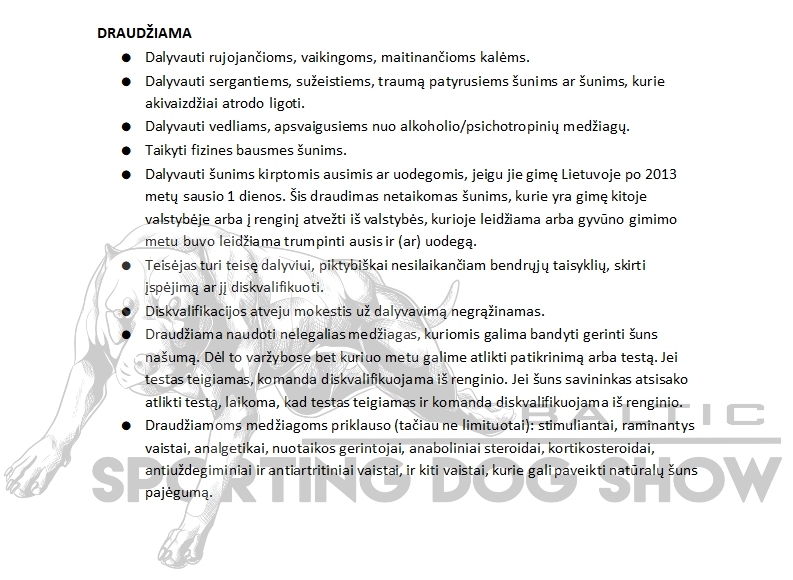 DRAUDŽIAMA
● Dalyvauti rujojančioms, vaikingoms, maitinančioms kalėms.
● Dalyvauti sergantiems, sužeistiems, traumą patyrusiems šunims ar šunims, kurie
akivaizdžiai atrodo ligoti.
● Dalyvauti vedliams, apsvaigusiems nuo alkoholio/psichotropinių medžiagų.
● Taikyti fizines bausmes šunims.
● Dalyvauti šunims kirptomis ausimis ar uodegomis, jeigu jie gimę Lietuvoje po 2013
metų sausio 1 dienos. Šis draudimas netaikomas šunims, kurie yra gimę kitoje
valstybėje arba į renginį atvežti iš valstybės, kurioje leidžiama arba gyvūno gimimo
metu buvo leidžiama trumpinti ausis ir (ar) uodegą.
● Teisėjas turi teisę dalyviui, piktybiškai nesilaikančiam bendrųjų taisyklių, skirti
įspėjimą ar jį diskvalifikuoti.
● Diskvalifikacijos atveju mokestis už dalyvavimą negrąžinamas.
● Draudžiama naudoti nelegalias medžiagas, kuriomis galima bandyti gerinti šuns
našumą. Dėl to varžybose bet kuriuo metu galime atlikti patikrinimą arba testą. Jei
testas teigiamas, komanda diskvalifikuojama iš renginio. Jei šuns savininkas atsisako
atlikti testą, laikoma, kad testas teigiamas ir komanda diskvalifikuojama iš renginio.
BALTIC
● Draudžiamoms medžiagoms priklauso (tačiau ne limituotai): stimuliantai, raminantys
vaistai, analgetikai, nuotaikos gerintojai, anaboliniai steroidai, kortikosteroidai,
antiuždegiminiai ir antiartritiniai vaistai, ir kiti vaistai, kurie gali paveikti natūralų šuns
pajėgumą.
SPORTING DOG SHOW